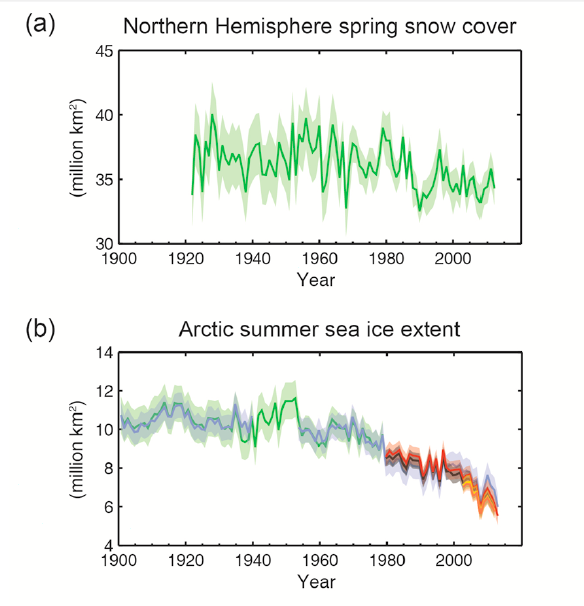 (a) Northern Hemisphere spring snow cover
45
40
35
30
(million km²)
1900 1920 1940 1960 1980 2000
Year
(b) Arctic summer sea ice extent
14
12
10
8
6
4
(million km²)
1900 1920 1940 1960 1980 2000
Year